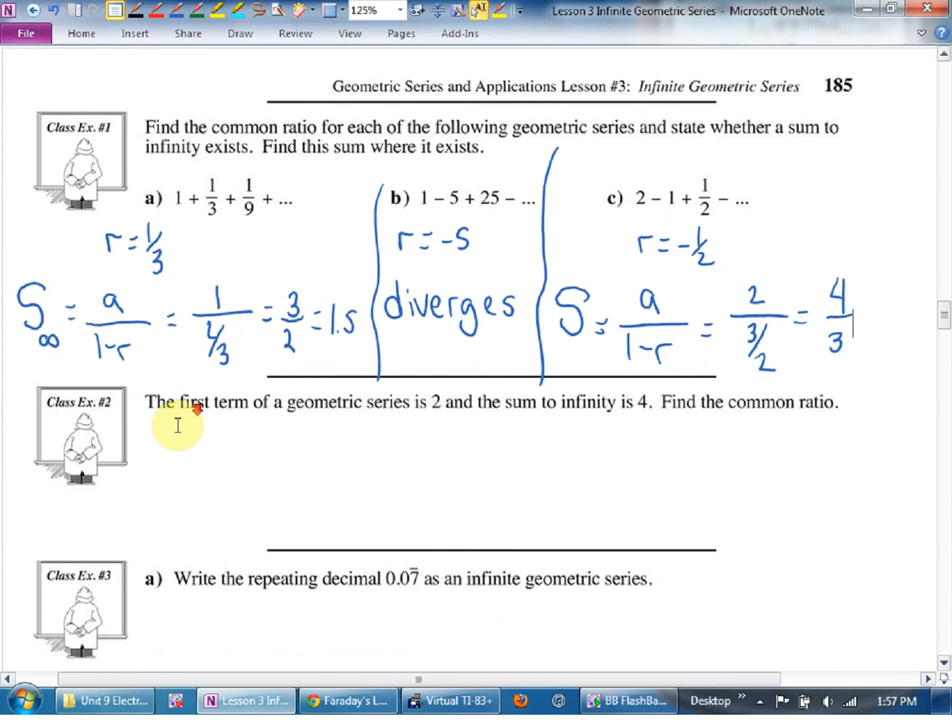 125%
Lesson 3 Infinite Geometric Series - Microsoft OneNote
File Home Insert Share Draw Review View Pages Add-Ins
Geometric Series and Applications Lesson #3: Infinite Geometric Series 185
Class Ex. #1
Find the common ratio for each of the following geometric series and state whether a sum to
infinity exists. Find this sum where it exists.
a) 1 + 1/3 + 1/9 + ...
b) 1 – 5 + 25 – ...
c) 2 – 1 + 1/2 – ...
r = 1/3
r = -5
r = -1/2
S∞ = a/(1-r) = 1/(2/3) = 3/2 = 1.5
diverges
S = a/(1-r) = 2/(3/2) = 4/3
Class Ex. #2
The first term of a geometric series is 2 and the sum to infinity is 4. Find the common ratio.
Class Ex. #3
a) Write the repeating decimal 0.07̅ as an infinite geometric series.
Unit 9 Electr... Lesson 3 Inf... Faraday's L... Virtual TI-83+ BB FlashBa... Desktop 1:57 PM